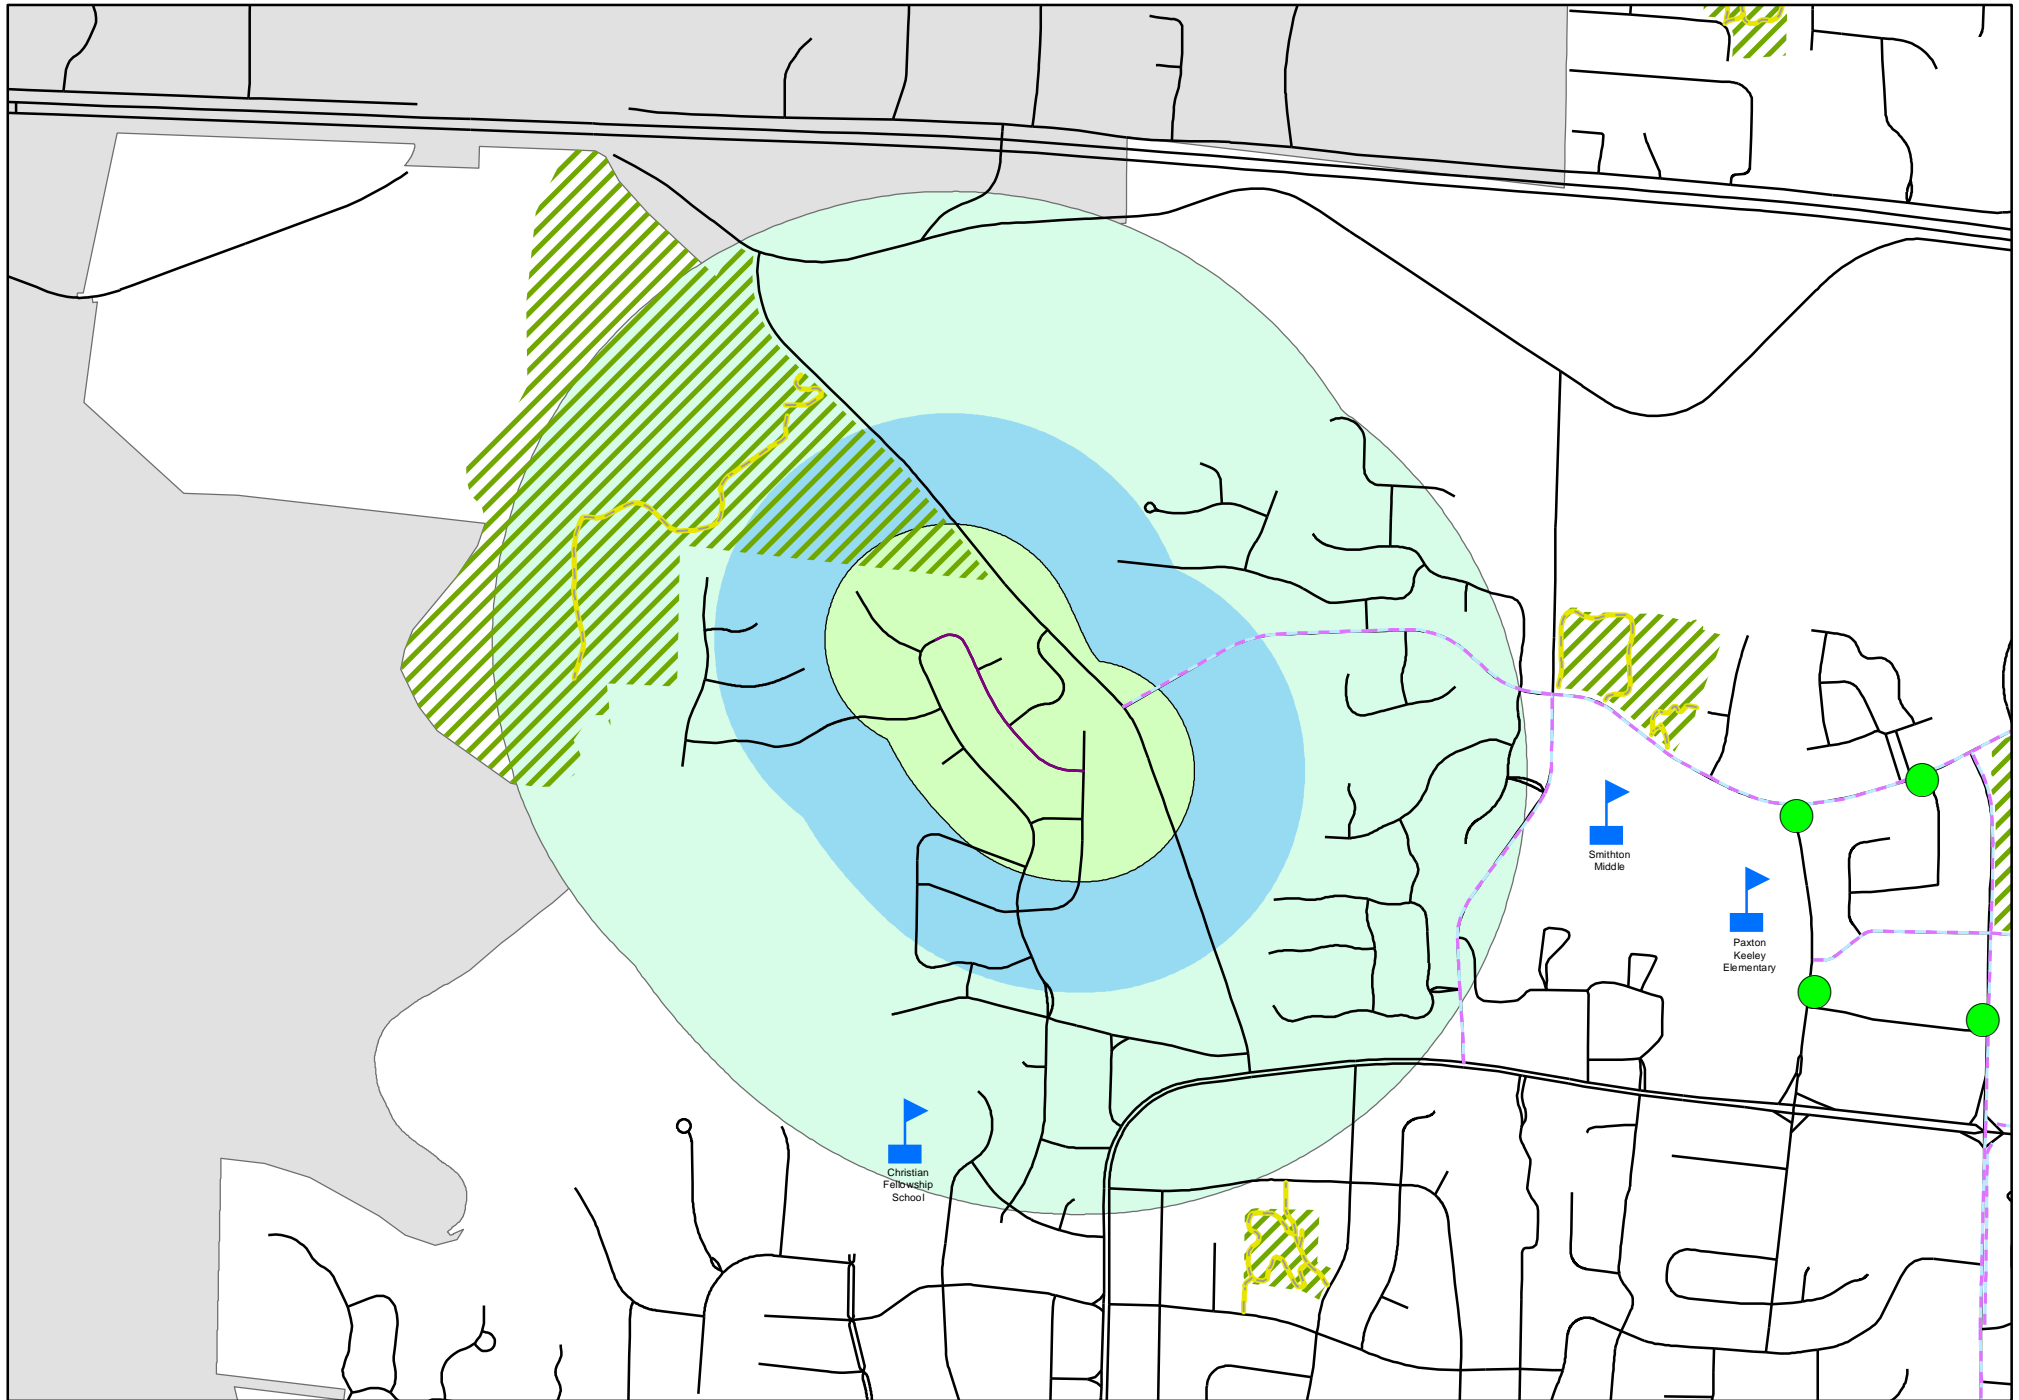 Smithton
Middle
Paxton
Keeley
Elementary
Christian
Fellowship
School